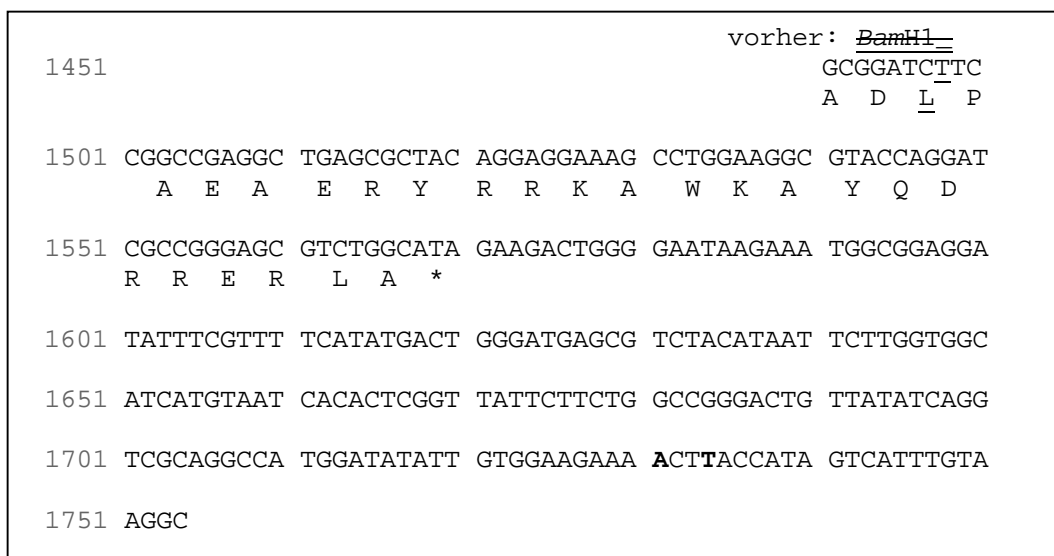 vorher: BamH1_
1451 GCGGATCTTC
A D L P
1501 CGGCCGAGGC TGAGCGCTAC AGGAGGAAAG CCTGGAAGGC GTACCAGGAT
A E A E R Y R R K A W K A Y Q D
1551 CGCCGGGAGC GTCTGGCATA GAAGACTGGG GAATAAGAAA TGGCGGAGGA
R R E R L A *
1601 TATTTCGTTT TCATATGACT GGGATGAGCG TCTACATAAT TCTTGGTGGC
1651 ATCATGTAAT CACACTCGGT TATTCTTCTG GCCGGGACTG TTATATCAGG
1701 TCGCAGGCCA TGGATATATT GTGGAAGAAA ACTTACCATA GTCATTTGTA
1751 AGGC